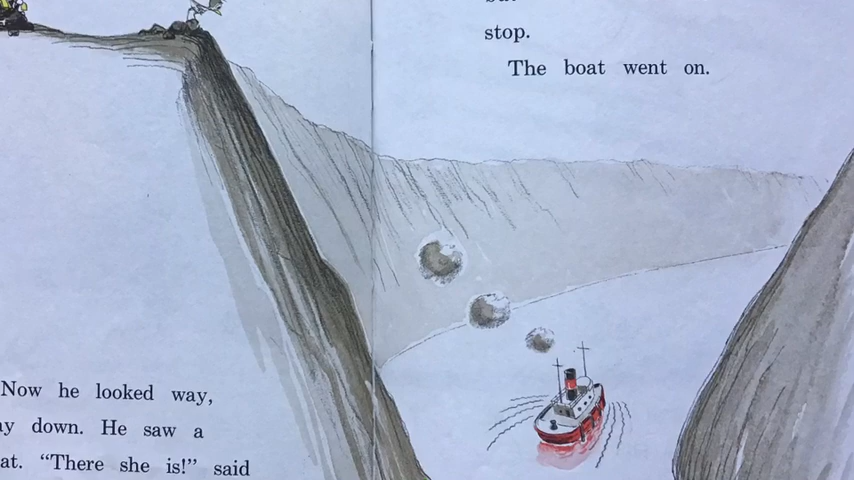 Now he looked way,
down. He saw a
"There she is!" said
stop.
The boat went on.